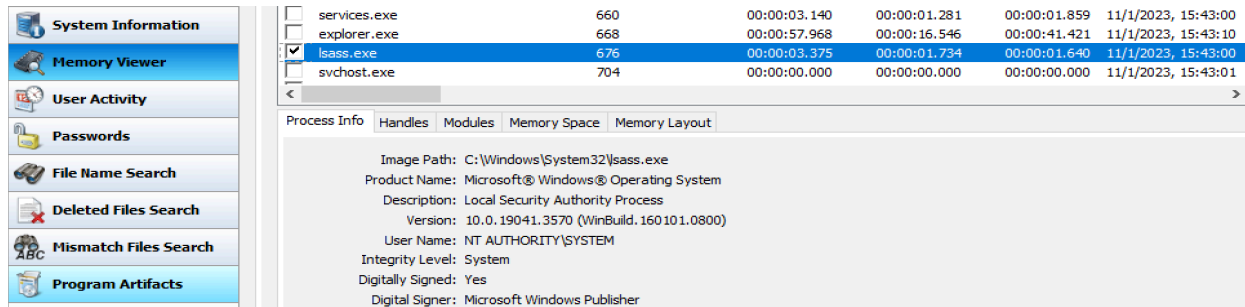 System Information
Memory Viewer
User Activity
Passwords
File Name Search
Deleted Files Search
ABC Mismatch Files Search
Program Artifacts
services.exe 660 00:00:03.140 00:00:01.281 00:00:01.859 11/1/2023, 15:43:00
explorer.exe 668 00:00:57.968 00:00:16.546 00:00:41.421 11/1/2023, 15:43:10
lsass.exe 676 00:00:03.375 00:00:01.734 00:00:01.640 11/1/2023, 15:43:00
svchost.exe 704 00:00:00.000 00:00:00.000 00:00:00.000 11/1/2023, 15:43:01
Process Info Handles Modules Memory Space Memory Layout
Image Path: C:\Windows\System32\lsass.exe
Product Name: Microsoft® Windows® Operating System
Description: Local Security Authority Process
Version: 10.0.19041.3570 (WinBuild.160101.0800)
User Name: NT AUTHORITY\SYSTEM
Integrity Level: System
Digitally Signed: Yes
Digital Signer: Microsoft Windows Publisher